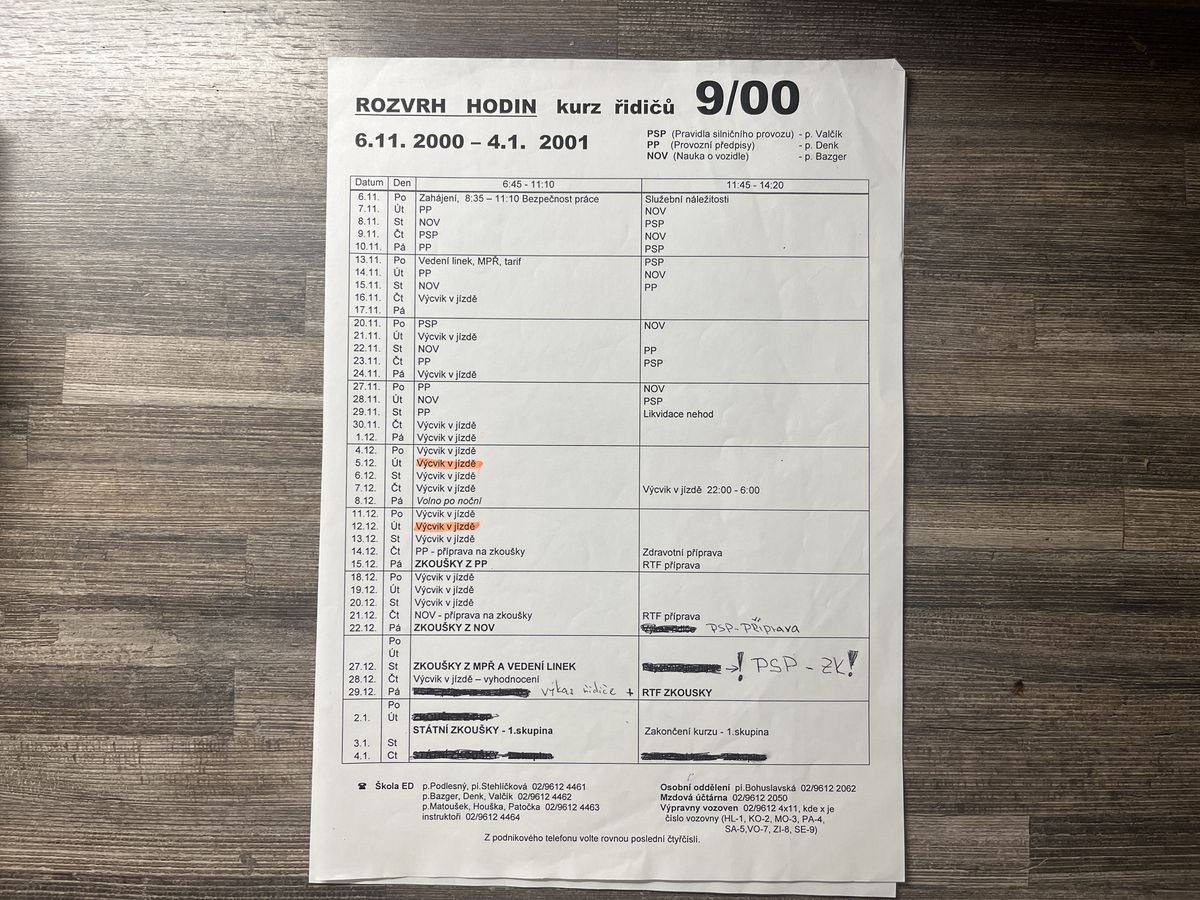 ROZVRH HODIN kurz řidičů 9/00
6.11. 2000 – 4.1. 2001
PSP (Pravidla silničního provozu) - p. Valčík
PP (Provozní předpisy) - p. Denk
NOV (Nauka o vozidle) - p. Bazger
Datum Den 6:45 - 11:10 11:45 - 14:20
6.11. Po Zahájení, 8:35 – 11:10 Bezpečnost práce Služební náležitosti
7.11. Út PP NOV
8.11. St NOV PSP
9.11. Čt PSP NOV
10.11. Pá PP PSP
13.11. Po Vedení linek, MPŘ, tarif PSP
14.11. Út PP NOV
15.11. St NOV PP
16.11. Čt Výcvik v jízdě
17.11. Pá
20.11. Po PSP NOV
21.11. Út Výcvik v jízdě
22.11. St NOV PP
23.11. Čt PP PSP
24.11. Pá Výcvik v jízdě
27.11. Po PP NOV
28.11. Út NOV PSP
29.11. St PP Likvidace nehod
30.11. Čt Výcvik v jízdě
1.12. Pá Výcvik v jízdě
4.12. Po Výcvik v jízdě
5.12. Út Výcvik v jízdě
6.12. St Výcvik v jízdě
7.12. Čt Výcvik v jízdě Výcvik v jízdě 22:00 - 6:00
8.12. Pá Volno po noční
11.12. Po Výcvik v jízdě
12.12. Út Výcvik v jízdě
13.12. St Výcvik v jízdě
14.12. Čt PP - příprava na zkoušky Zdravotní příprava
15.12. Pá ZKOUŠKY Z PP RTF příprava
18.12. Po Výcvik v jízdě
19.12. Út Výcvik v jízdě
20.12. St Výcvik v jízdě
21.12. Čt NOV - příprava na zkoušky RTF příprava
22.12. Pá ZKOUŠKY Z NOV PSP-Příprava
Po
Út
27.12. St ZKOUŠKY Z MPŘ A VEDENÍ LINEK →! PSP - ZK!
28.12. Čt Výcvik v jízdě – vyhodnocení
29.12. Pá výkaz řidiče + RTF ZKOUSKY
Po
2.1. Út
STÁTNÍ ZKOUŠKY - 1.skupina Zakončení kurzu - 1.skupina
3.1. St
4.1. Čt
☎ Škola ED p.Podlesný, pí.Stehlíčková 02/9612 4461
p.Bazger, Denk, Valčík 02/9612 4462
p.Matoušek, Houška, Patočka 02/9612 4463
instruktoři 02/9612 4464
Osobní oddělení pí.Bohuslavská 02/9612 2062
Mzdová účtárna 02/9612 2050
Výpravny vozoven 02/9612 4x11, kde x je
číslo vozovny (HL-1, KO-2, MO-3, PA-4,
SA-5,VO-7, ZI-8, SE-9)
Z podnikového telefonu volte rovnou poslední čtyřčíslí.